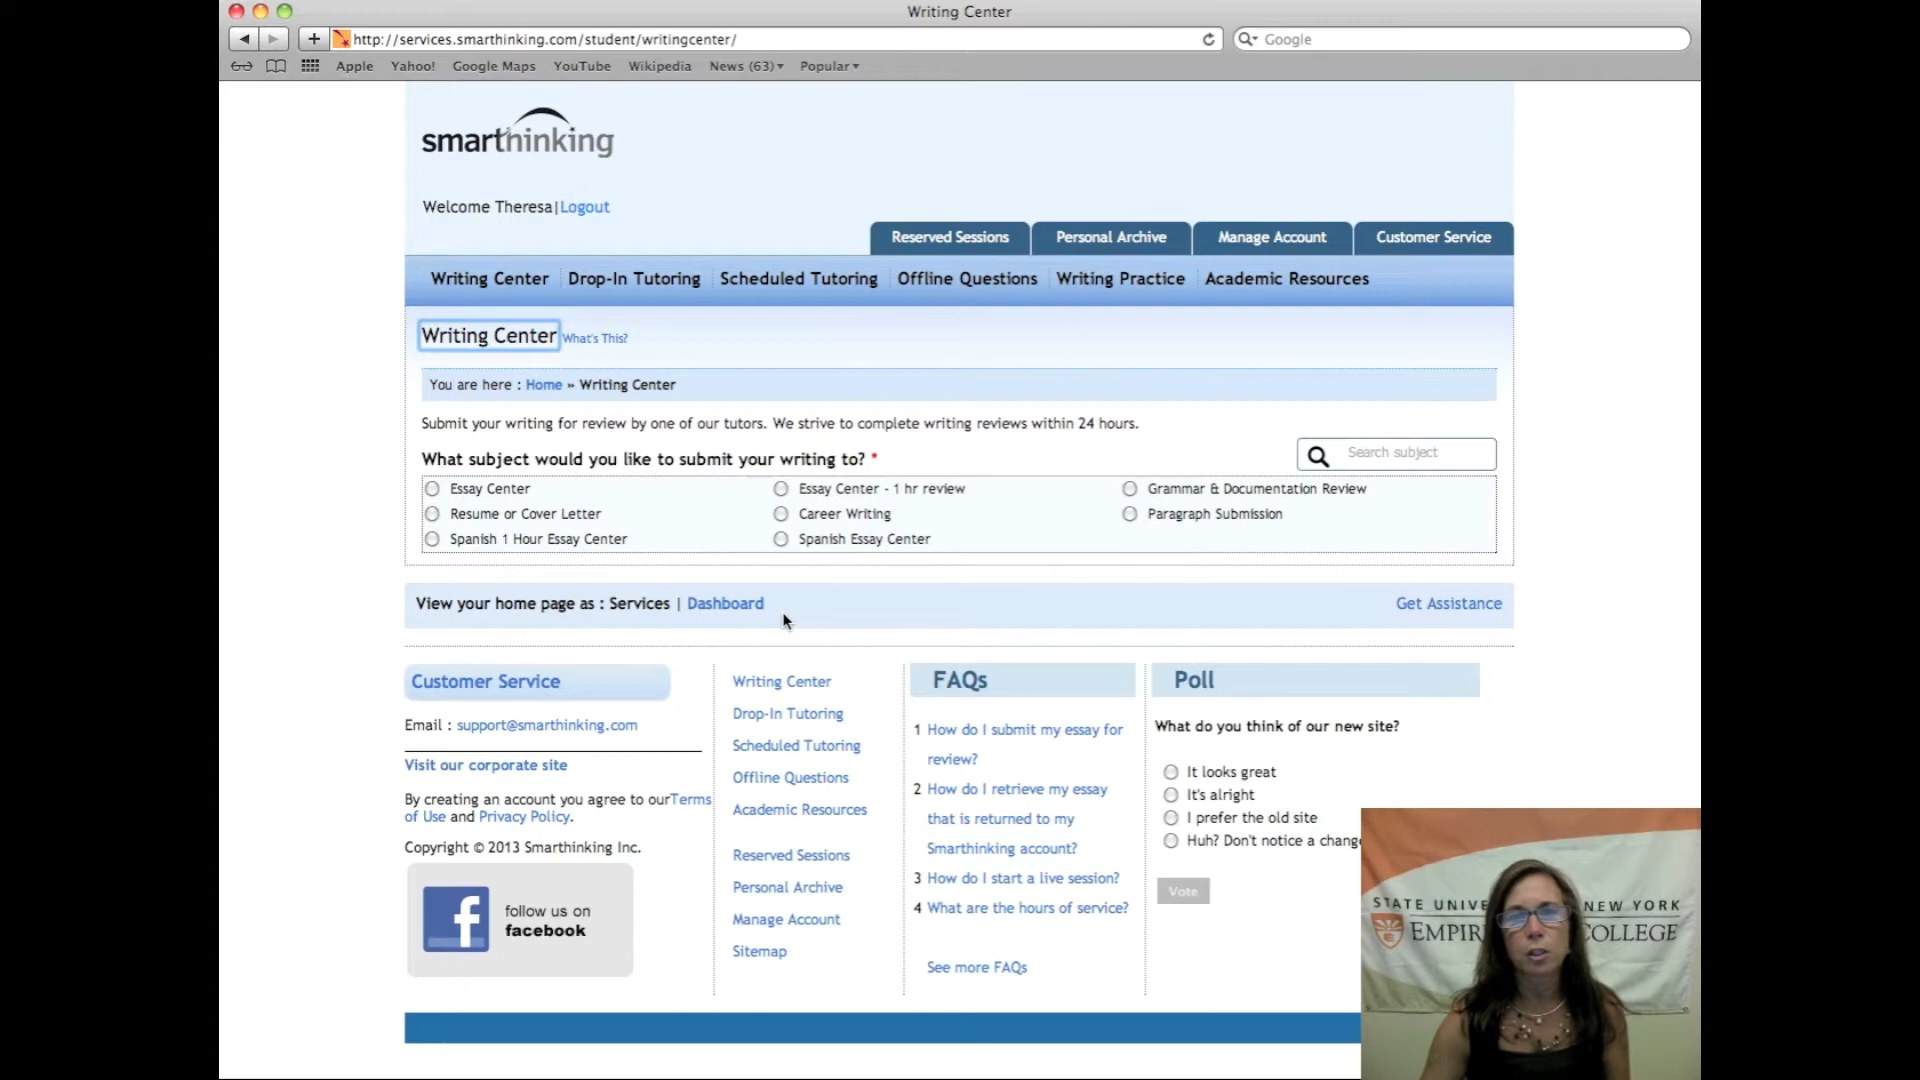 Writing Center
http://services.smarthinking.com/student/writingcenter/
Google
Apple Yahoo! Google Maps YouTube Wikipedia News (63) Popular
smarthinking
Welcome Theresa|Logout
Reserved Sessions Personal Archive Manage Account Customer Service
Writing Center Drop-In Tutoring Scheduled Tutoring Offline Questions Writing Practice Academic Resources
Writing Center What's This?
You are here : Home » Writing Center
Submit your writing for review by one of our tutors. We strive to complete writing reviews within 24 hours.
What subject would you like to submit your writing to? *
Search subject
Essay Center Essay Center - 1 hr review Grammar & Documentation Review
Resume or Cover Letter Career Writing Paragraph Submission
Spanish 1 Hour Essay Center Spanish Essay Center
View your home page as : Services | Dashboard Get Assistance
Customer Service
Email : support@smarthinking.com
Visit our corporate site
By creating an account you agree to ourTerms
of Use and Privacy Policy.
Copyright © 2013 Smarthinking Inc.
follow us on
facebook
Writing Center
Drop-In Tutoring
Scheduled Tutoring
Offline Questions
Academic Resources
Reserved Sessions
Personal Archive
Manage Account
Sitemap
FAQs
1 How do I submit my essay for
review?
2 How do I retrieve my essay
that is returned to my
Smarthinking account?
3 How do I start a live session?
4 What are the hours of service?
See more FAQs
Poll
What do you think of our new site?
It looks great
It's alright
I prefer the old site
Huh? Don't notice a change
Vote
STATE UNIVE NEW YORK
EMPIR COLLEGE